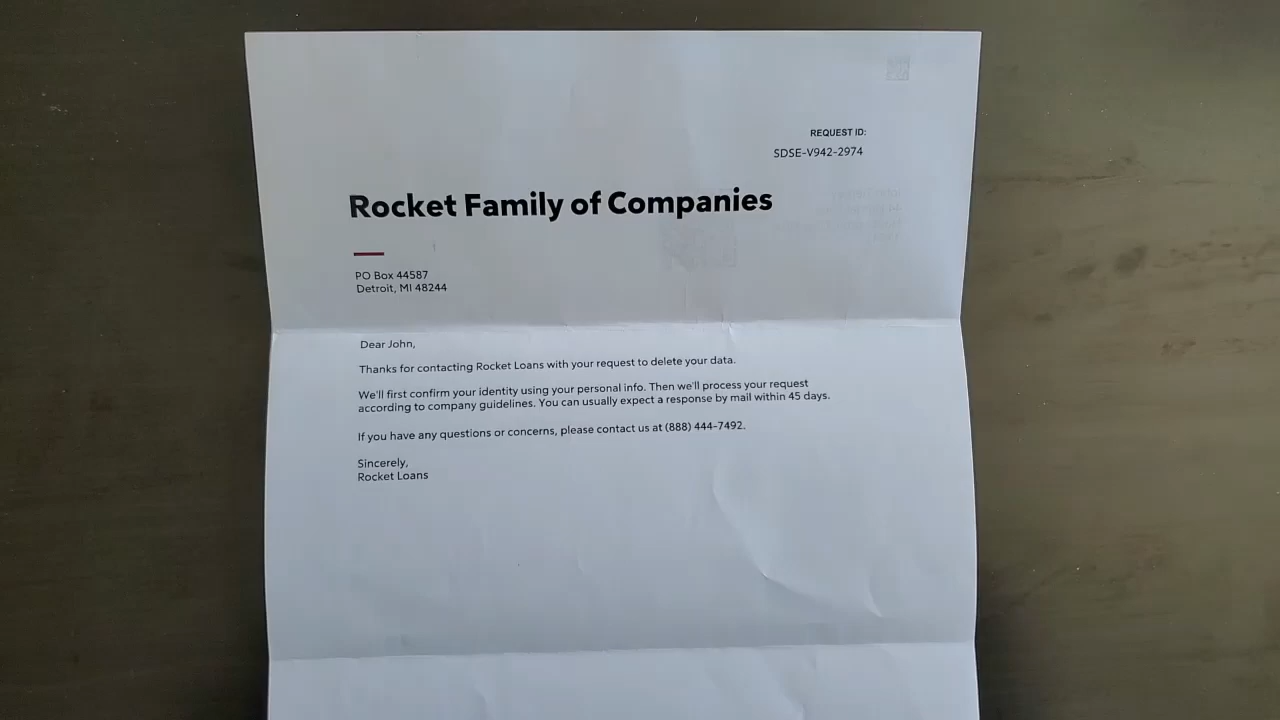 REQUEST ID:
SDSE-V942-2974
Rocket Family of Companies
PO Box 44587
Detroit, MI 48244
Dear John,
Thanks for contacting Rocket Loans with your request to delete your data.
We'll first confirm your identity using your personal info. Then we'll process your request
according to company guidelines. You can usually expect a response by mail within 45 days.
If you have any questions or concerns, please contact us at (888) 444-7492.
Sincerely,
Rocket Loans